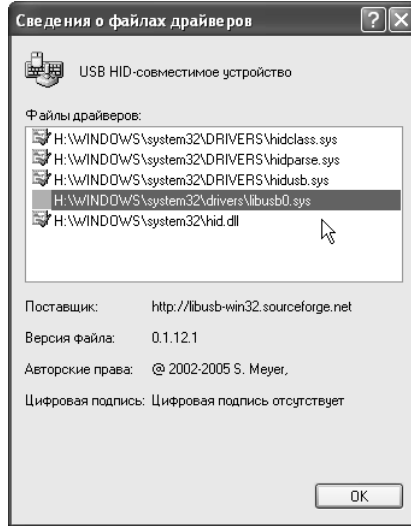 Сведения о файлах драйверов
USB HID-совместимое устройство
Файлы драйверов:
H:\WINDOWS\system32\DRIVERS\hidclass.sys
H:\WINDOWS\system32\DRIVERS\hidparse.sys
H:\WINDOWS\system32\DRIVERS\hidusb.sys
H:\WINDOWS\system32\drivers\libusb0.sys
H:\WINDOWS\system32\hid.dll
Поставщик: http://libusb-win32.sourceforge.net
Версия файла: 0.1.12.1
Авторские права: @ 2002-2005 S. Meyer,
Цифровая подпись: Цифровая подпись отсутствует
OK